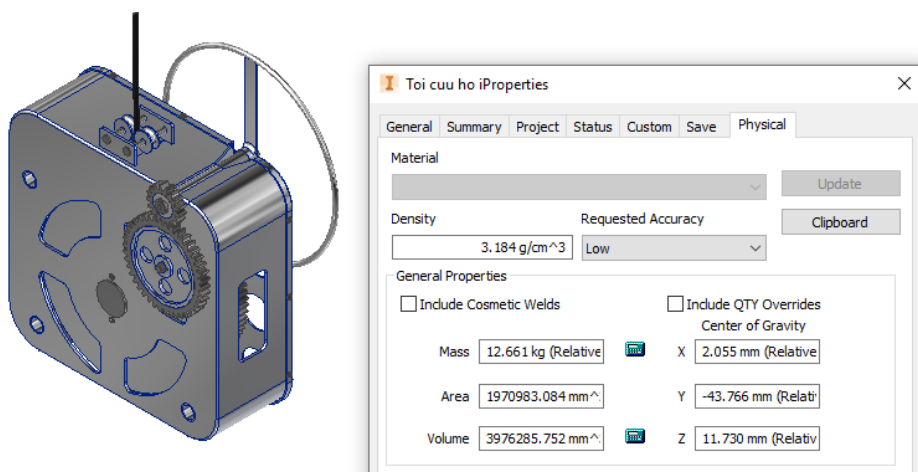 Toi cuu ho iProperties
General Summary Project Status Custom Save Physical
Material
Update
Density Requested Accuracy Clipboard
3.184 g/cm^3 Low
General Properties
Include Cosmetic Welds Include QTY Overrides
Center of Gravity
Mass 12.661 kg (Relative X 2.055 mm (Relative
Area 1970983.084 mm^ Y -43.766 mm (Relati
Volume 3976285.752 mm^ Z 11.730 mm (Relativ